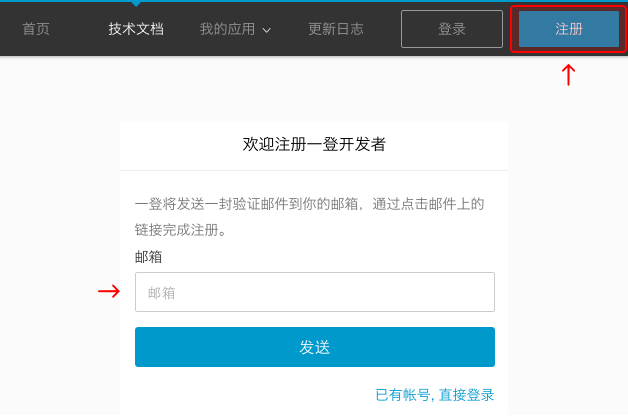 首页 技术文档 我的应用 更新日志 登录 注册
欢迎注册一登开发者
一登将发送一封验证邮件到你的邮箱，通过点击邮件上的
链接完成注册。
邮箱
邮箱
发送
已有帐号, 直接登录